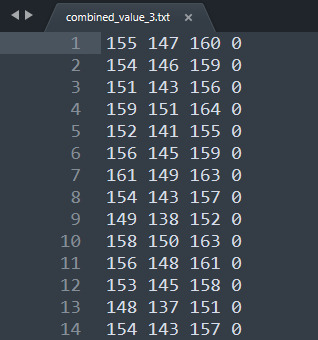 combined_value_3.txt ×
1 155 147 160 0
2 154 146 159 0
3 151 143 156 0
4 159 151 164 0
5 152 141 155 0
6 156 145 159 0
7 161 149 163 0
8 154 143 157 0
9 149 138 152 0
10 158 150 163 0
11 156 148 161 0
12 153 145 158 0
13 148 137 151 0
14 154 143 157 0